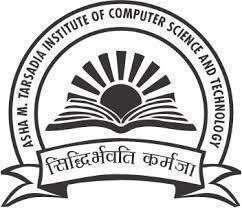 ASHA M. TARSADIA INSTITUTE OF COMPUTER SCIENCE AND TECHNOLOGY
सिद्धिर्भवति कर्मजा